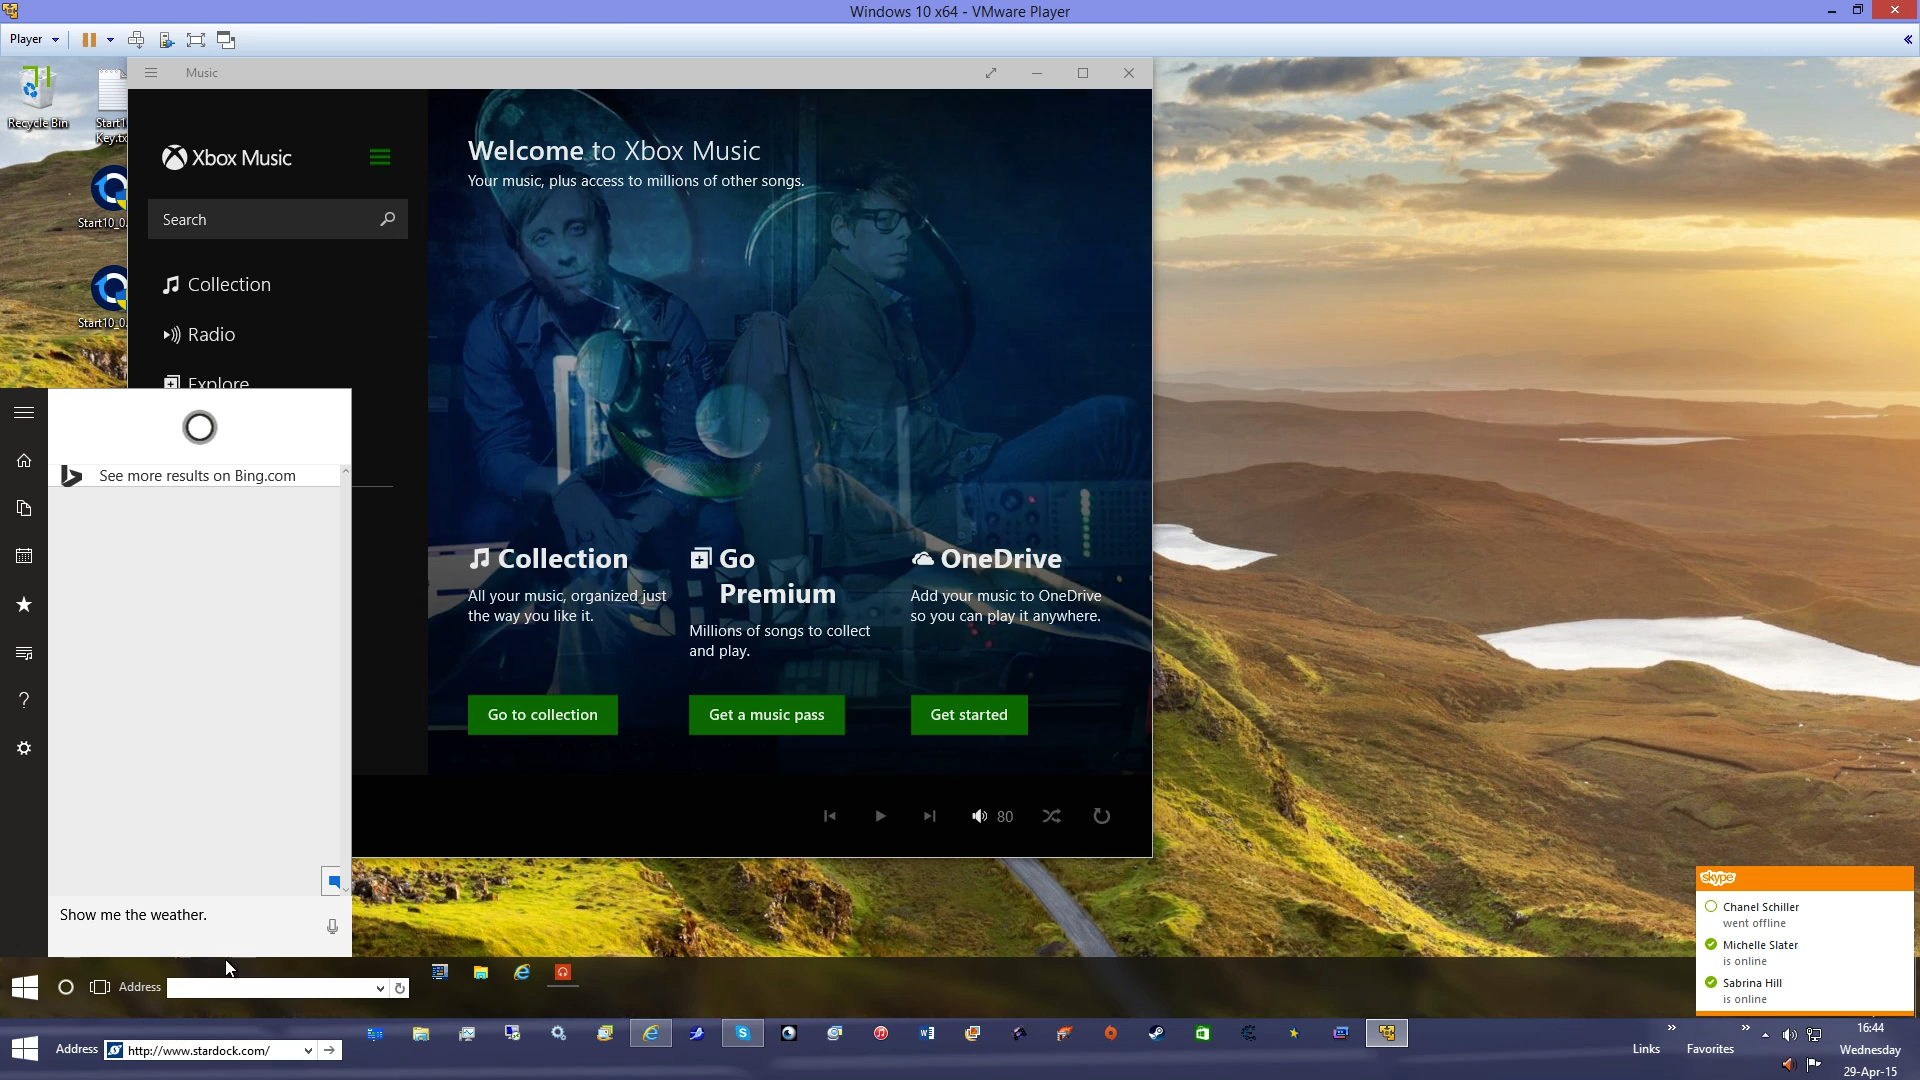 Windows 10 x64 - VMware Player
Player
Music
Recycle Bin
Start1
Key.tx
Start10_0.
Start10_0.
Xbox Music
Search
Collection
Radio
Explore
Welcome to Xbox Music
Your music, plus access to millions of other songs.
Collection
All your music, organized just
the way you like it.
Go to collection
Go
Premium
Millions of songs to collect
and play.
Get a music pass
OneDrive
Add your music to OneDrive
so you can play it anywhere.
Get started
80
See more results on Bing.com
Show me the weather.
Address
skype
Chanel Schiller
went offline
Michelle Slater
is online
Sabrina Hill
is online
Address
http://www.stardock.com/
Links
Favorites
16:44
Wednesday
29-Apr-15